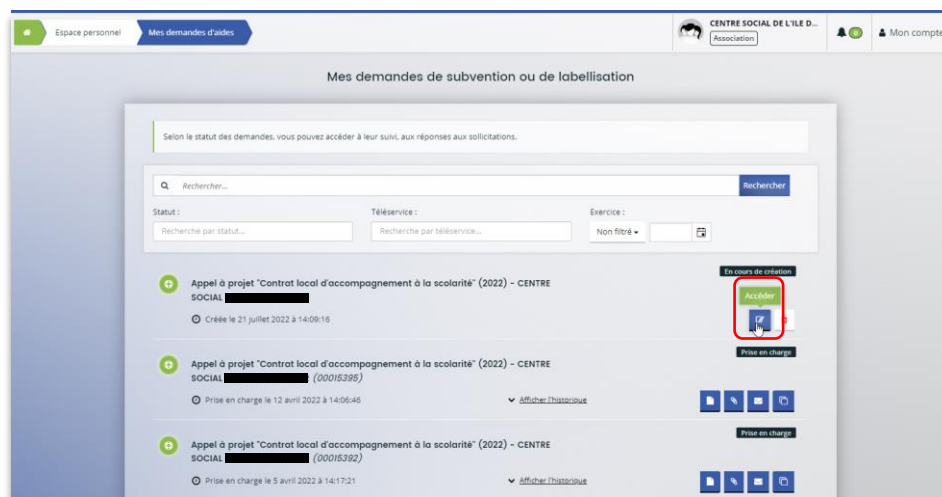 Espace personnel
Mes demandes d'aides
CENTRE SOCIAL DE L'ILE D...
Association
0
Mon compte
Mes demandes de subvention ou de labellisation
Selon le statut des demandes, vous pouvez accéder à leur suivi, aux réponses aux sollicitations.
Rechercher...
Rechercher
Statut :
Téléservice :
Exercice :
Recherche par statut...
Recherche par téléservice...
Non filtré
En cours de création
Appel à projet "Contrat local d'accompagnement à la scolarité" (2022) - CENTRE
SOCIAL
Accéder
Créée le 21 juillet 2022 à 14:09:16
Prise en charge
Appel à projet "Contrat local d'accompagnement à la scolarité" (2022) - CENTRE
SOCIAL (00015395)
Prise en charge le 12 avril 2022 à 14:06:46
Afficher l'historique
Prise en charge
Appel à projet "Contrat local d'accompagnement à la scolarité" (2022) - CENTRE
SOCIAL (00015392)
Prise en charge le 5 avril 2022 à 14:17:21
Afficher l'historique